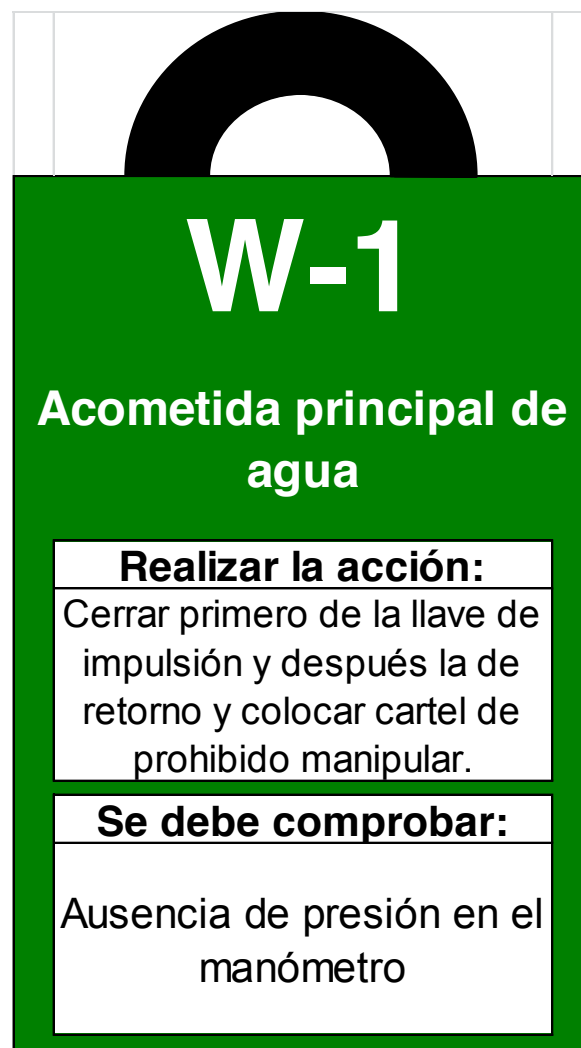 W-1
Acometida principal de
agua
Realizar la acción:
Cerrar primero de la llave de
impulsión y después la de
retorno y colocar cartel de
prohibido manipular.
Se debe comprobar:
Ausencia de presión en el
manómetro